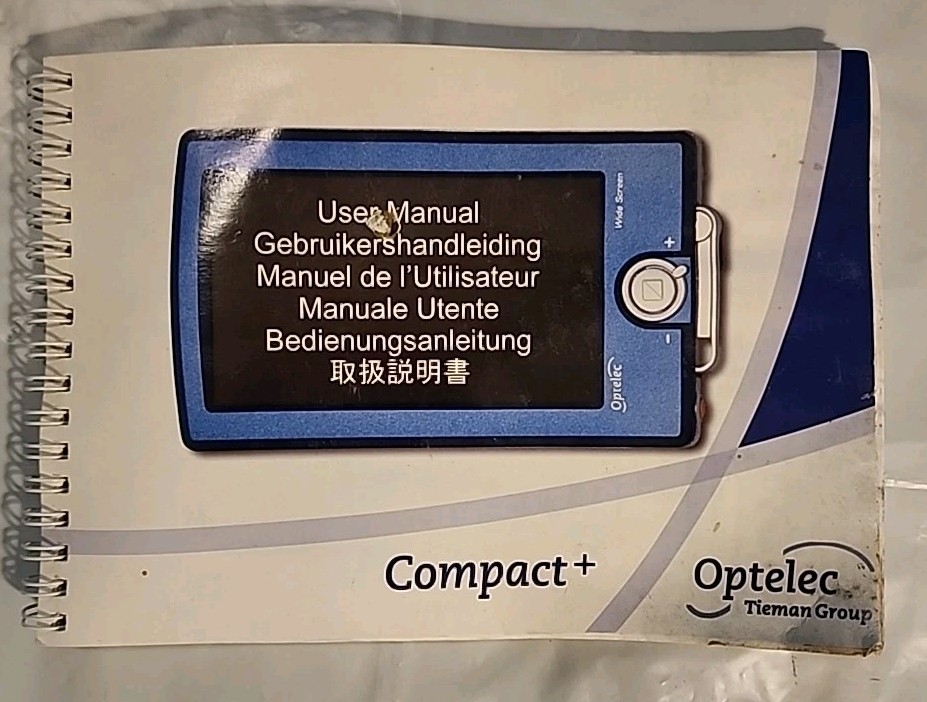 User Manual
Gebruikershandleiding
Manuel de l'Utilisateur
Manuale Utente
Bedienungsanleitung
取扱説明書
Wide Screen
+
-
Optelec
Compact+
Optelec
Tieman Group